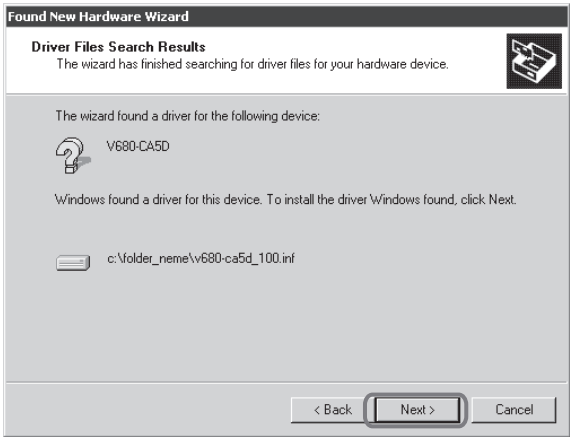 Found New Hardware Wizard
Driver Files Search Results
The wizard has finished searching for driver files for your hardware device.
The wizard found a driver for the following device:
V680-CA5D
Windows found a driver for this device. To install the driver Windows found, click Next.
c:\folder_neme\v680-ca5d_100.inf
< Back
Next >
Cancel